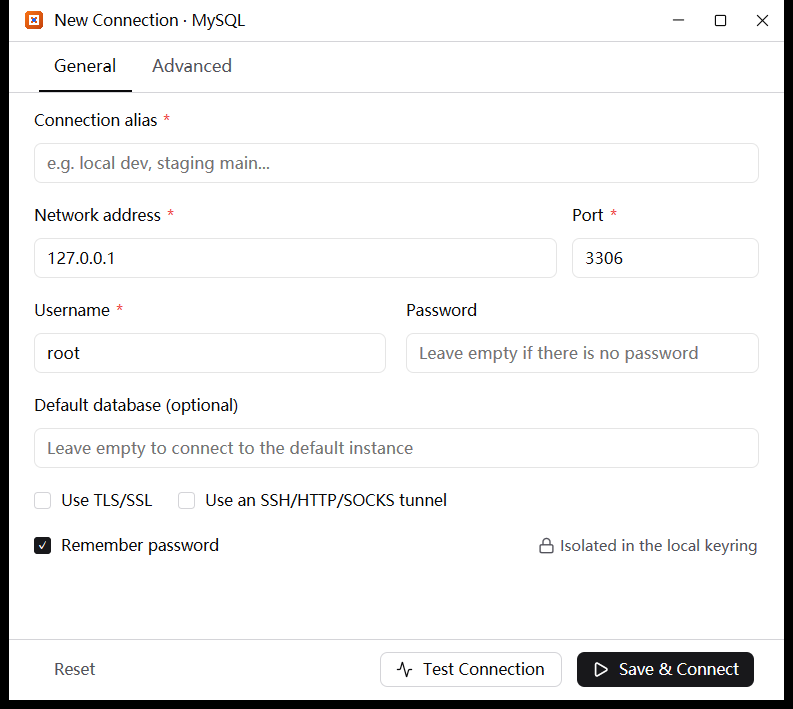 New Connection · MySQL
General Advanced
Connection alias *
e.g. local dev, staging main...
Network address * Port *
127.0.0.1 3306
Username * Password
root Leave empty if there is no password
Default database (optional)
Leave empty to connect to the default instance
Use TLS/SSL Use an SSH/HTTP/SOCKS tunnel
Remember password Isolated in the local keyring
Reset Test Connection Save & Connect